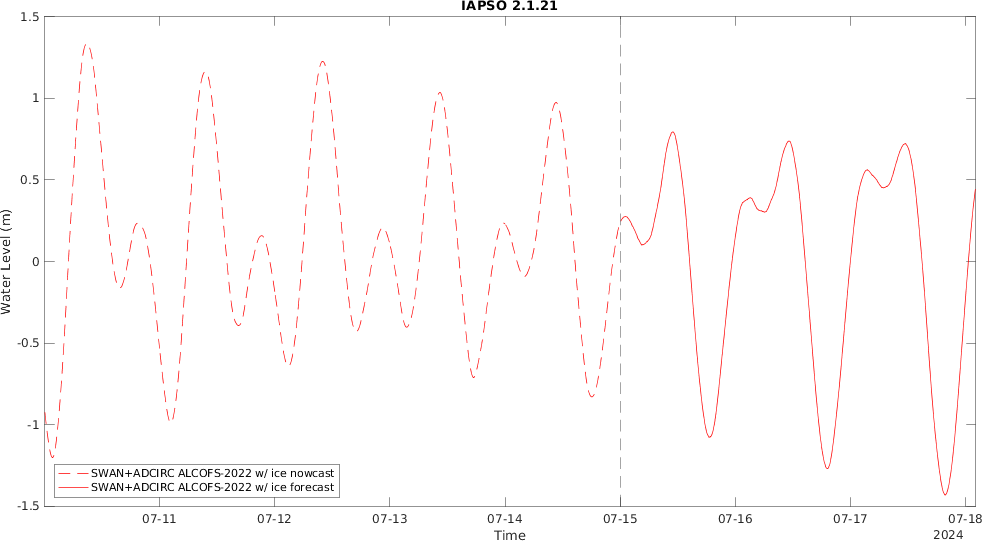 IAPSO 2.1.21
1.5
1
0.5
0
-0.5
-1
-1.5
Water Level (m)
SWAN+ADCIRC ALCOFS-2022 w/ ice nowcast
SWAN+ADCIRC ALCOFS-2022 w/ ice forecast
07-11 07-12 07-13 07-14 07-15 07-16 07-17 07-18
Time
2024